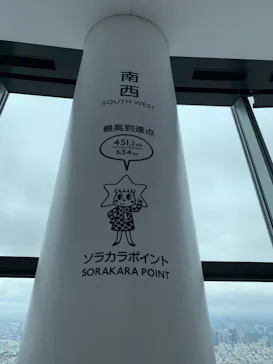 南西
SOUTH WEST
最高到達点
451.2m
634m
ソラカラポイント
SORAKARA POINT